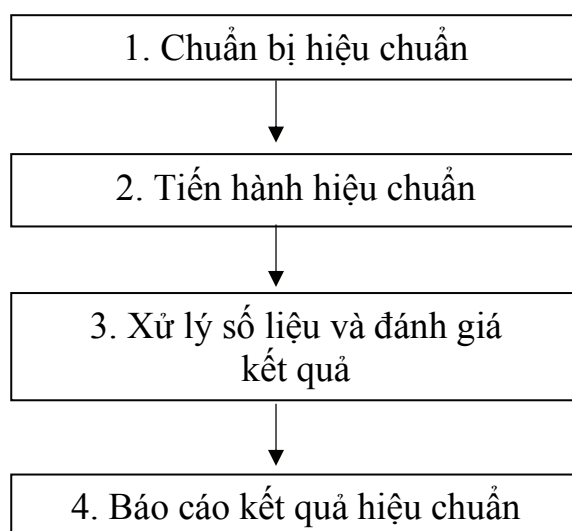 1. Chuẩn bị hiệu chuẩn
2. Tiến hành hiệu chuẩn
3. Xử lý số liệu và đánh giá
kết quả
4. Báo cáo kết quả hiệu chuẩn